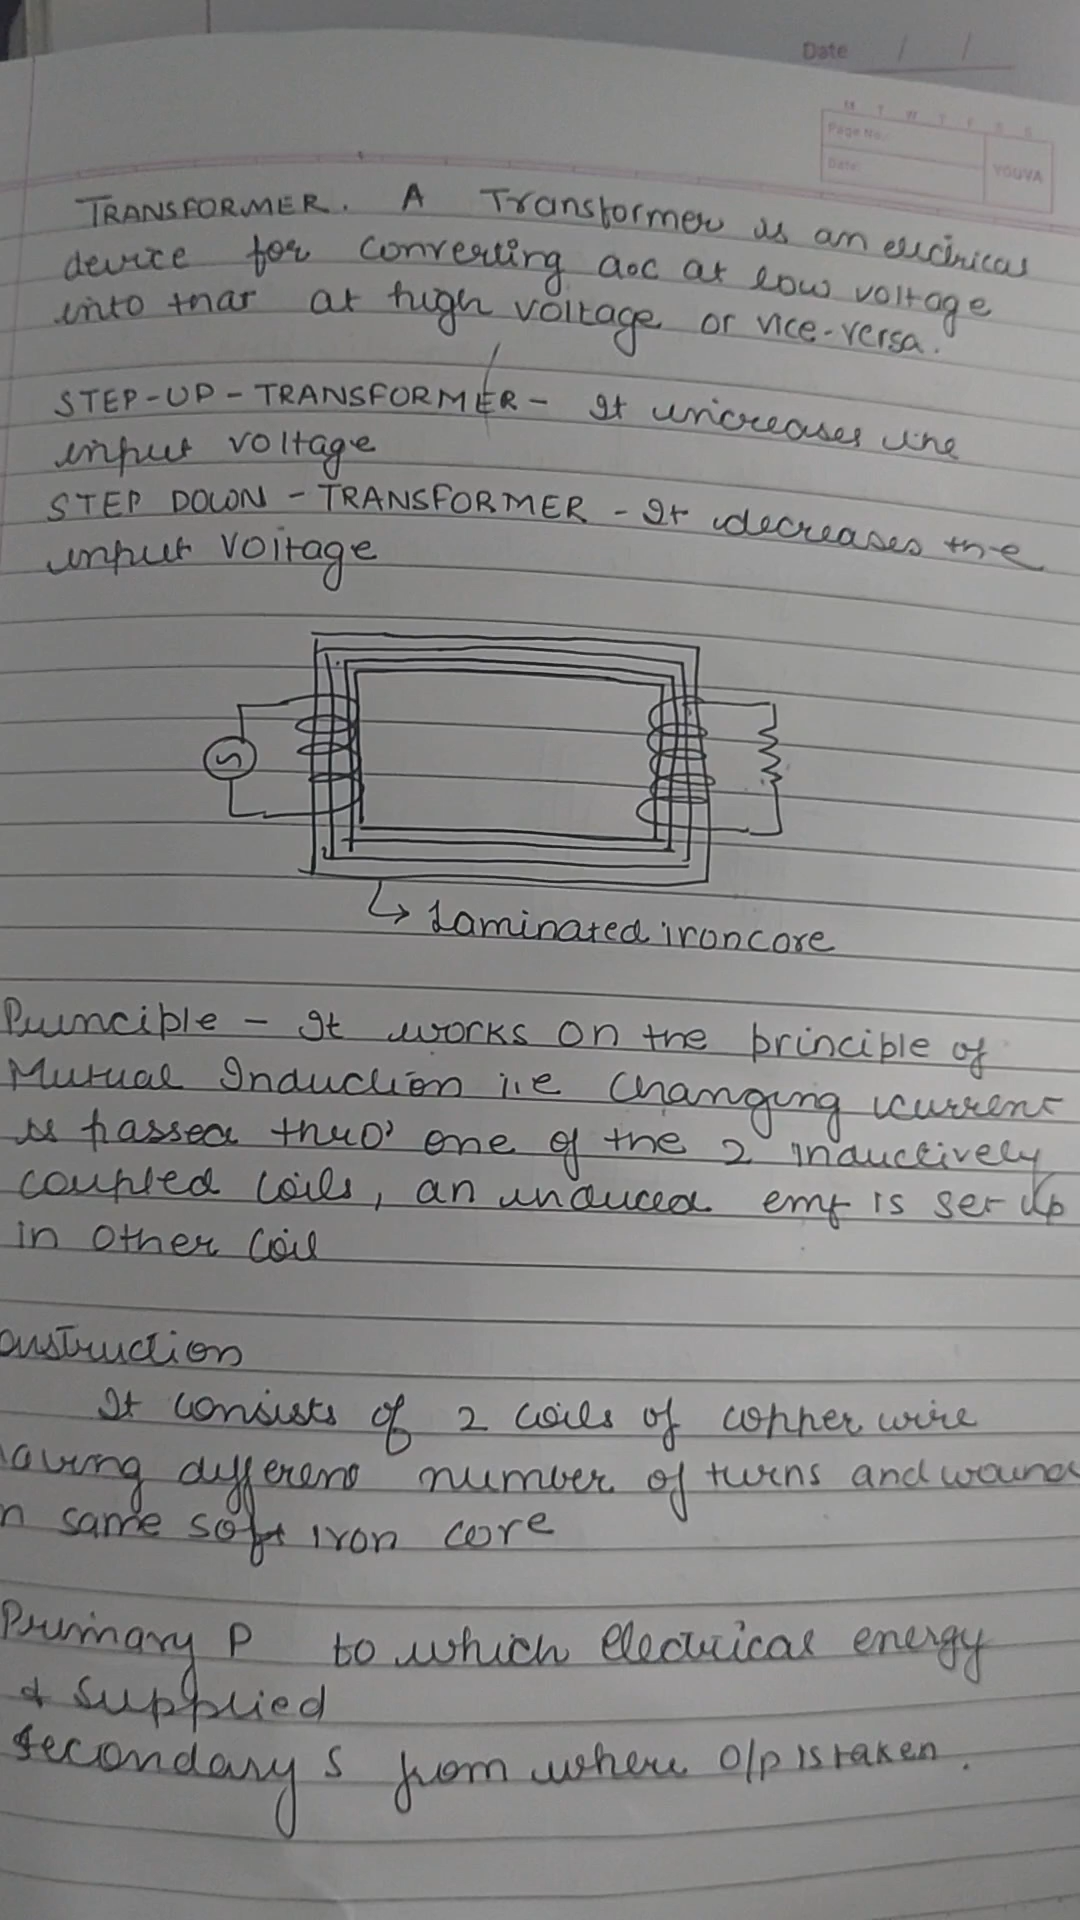 Date / /
M T W T F S S
Page No.:
Date:
YOUVA
TRANSFORMER. A Transformer is an electrical
device for converting a.c at low voltage
into that at high voltage or vice-versa.
STEP-UP-TRANSFORMER - It increases the
input voltage
STEP DOWN - TRANSFORMER - It decreases the
input voltage
↳ Laminated iron core
Principle - It works on the principle of
Mutual Induction i.e changing current
is passed thro' one of the 2 inductively
coupled coils, an induced emf is set up
in other coil
onstruction
It consists of 2 coils of copper wire
aving different number of turns and wound
n same soft iron core
Primary P to which electrical energy
supplied
Secondary S from where O/p is taken.